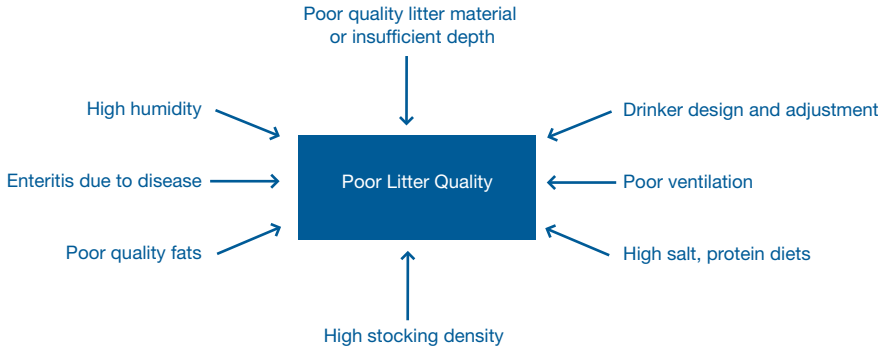 Poor quality litter material
or insufficient depth
High humidity
Drinker design and adjustment
Enteritis due to disease
Poor Litter Quality
Poor ventilation
Poor quality fats
High salt, protein diets
High stocking density